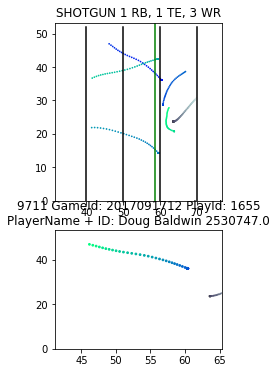 SHOTGUN 1 RB, 1 TE, 3 WR
50
40
30
20
10
0
40 50 60 70
9711 GameId: 2017091712 PlayId: 1655
PlayerName + ID: Doug Baldwin 2530747.0
40
20
0
45 50 55 60 65